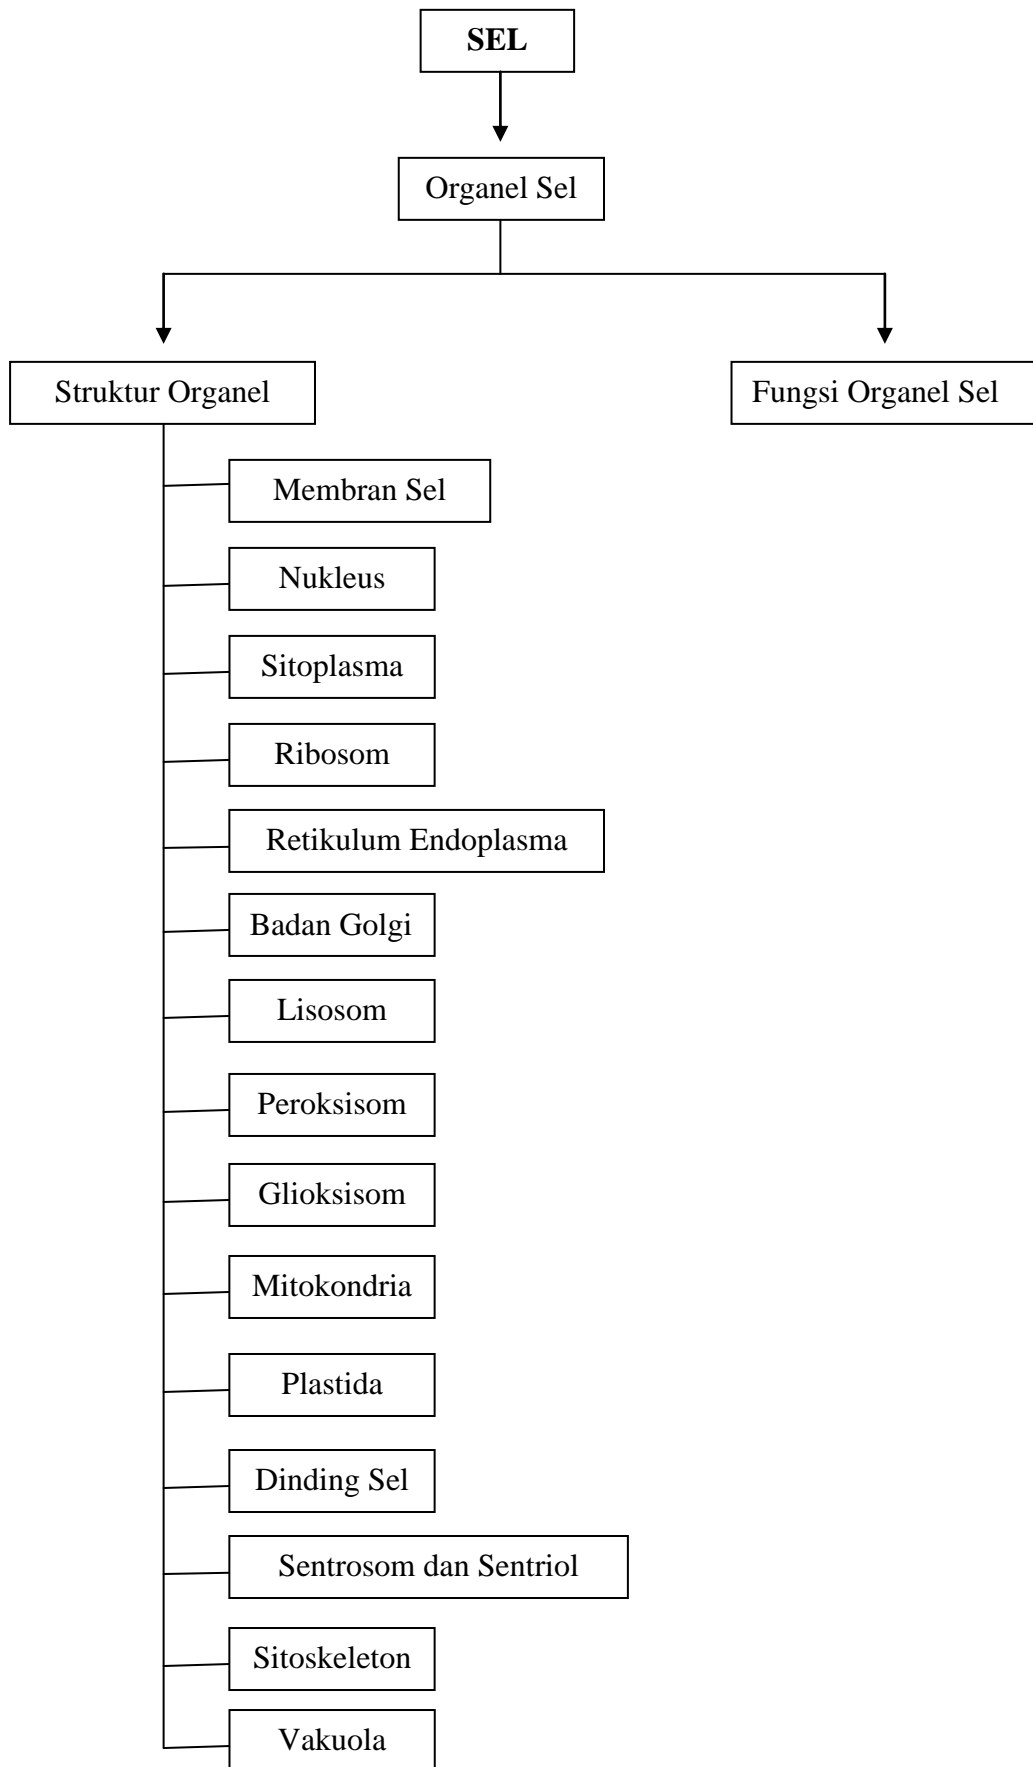 SEL
Organel Sel
Struktur Organel
Fungsi Organel Sel
Membran Sel
Nukleus
Sitoplasma
Ribosom
Retikulum Endoplasma
Badan Golgi
Lisosom
Peroksisom
Glioksisom
Mitokondria
Plastida
Dinding Sel
Sentrosom dan Sentriol
Sitoskeleton
Vakuola